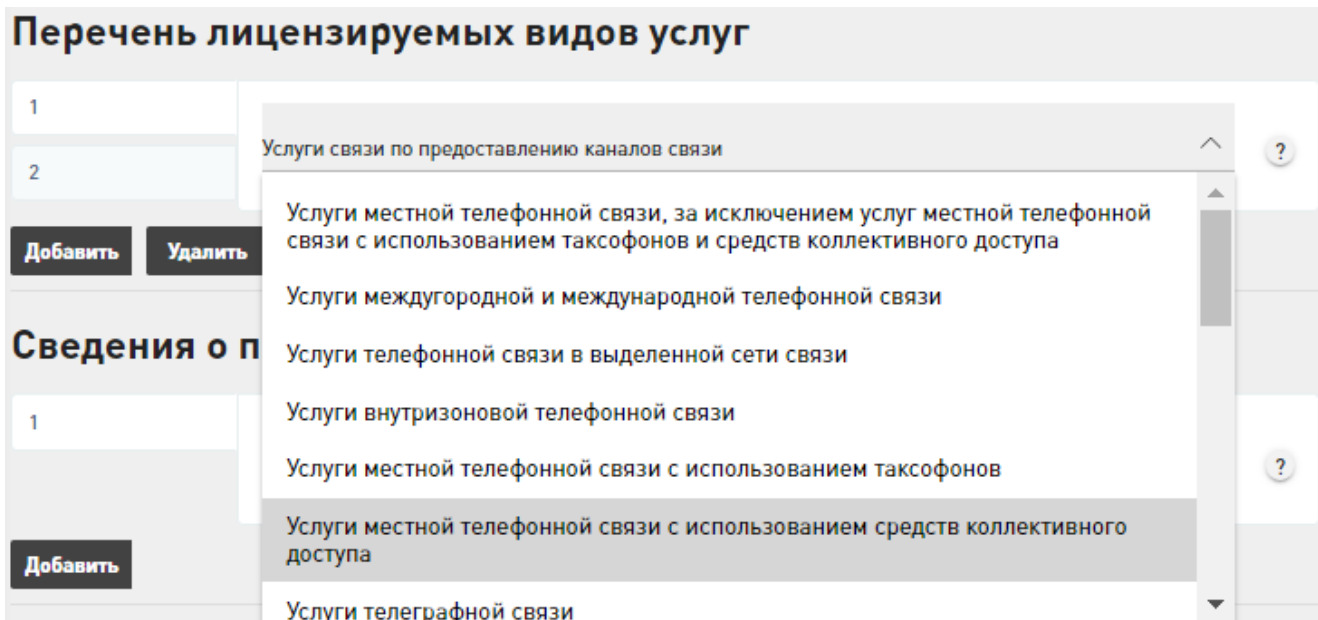 Перечень лицензируемых видов услуг
1
Услуги связи по предоставлению каналов связи
?
2
Услуги местной телефонной связи, за исключением услуг местной телефонной
связи с использованием таксофонов и средств коллективного доступа
Добавить Удалить
Услуги междугородной и международной телефонной связи
Сведения о п
Услуги телефонной связи в выделенной сети связи
1
Услуги внутризоновой телефонной связи
Услуги местной телефонной связи с использованием таксофонов
?
Услуги местной телефонной связи с использованием средств коллективного
доступа
Добавить
Услуги телеграфной связи